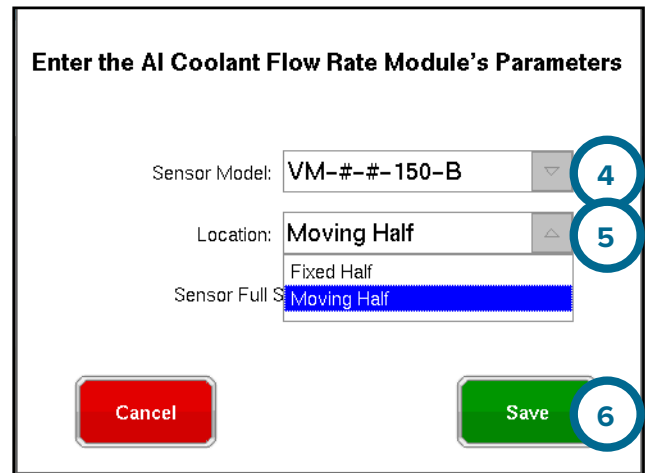 Enter the AI Coolant Flow Rate Module's Parameters
Sensor Model: VM-#-#-150-B 4
Location: Moving Half 5
Fixed Half
Sensor Full S Moving Half
Cancel Save 6